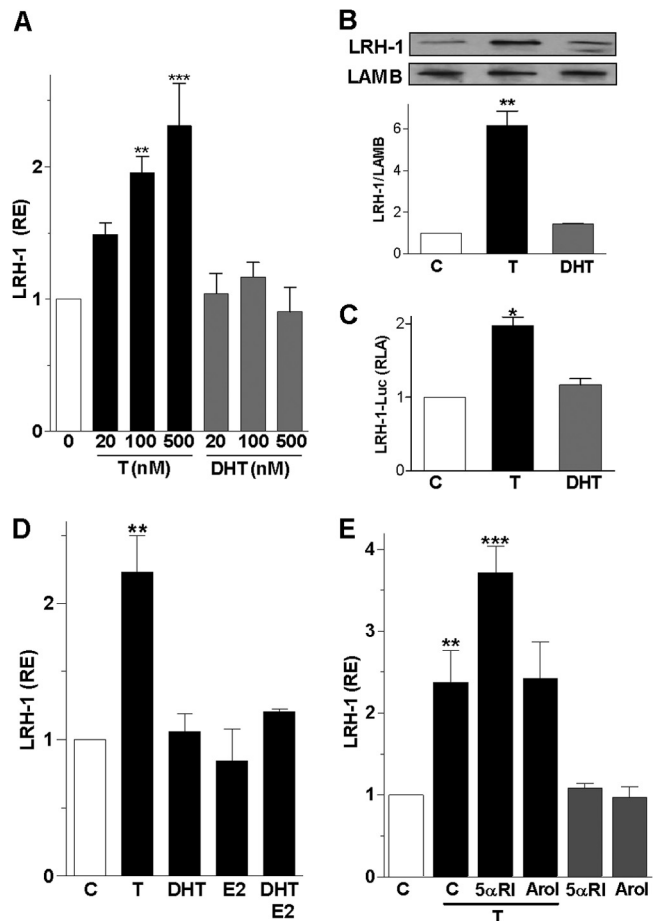 A
LRH-1 (RE)
2
1
0
***
**
0 20 100 500 20 100 500
T (nM) DHT (nM)
B
LRH-1
LAMB
LRH-1/LAMB
6
4
2
0
**
C T DHT
C
LRH-1-Luc (RLA)
2
1
0
*
C T DHT
D
LRH-1 (RE)
2
1
0
**
C T DHT E2 DHT
E2
E
LRH-1 (RE)
4
3
2
1
0
***
**
C C 5αRI AroI 5αRI AroI
T